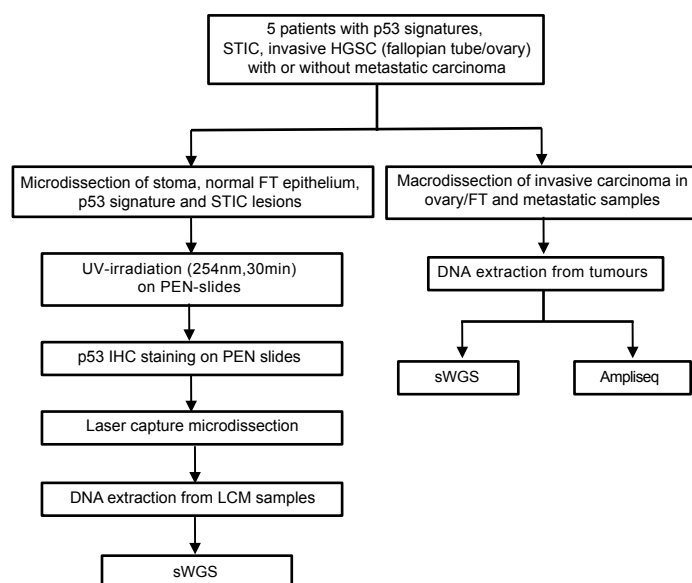 5 patients with p53 signatures,
STIC, invasive HGSC (fallopian tube/ovary)
with or without metastatic carcinoma
Microdissection of stoma, normal FT epithelium,
p53 signature and STIC lesions
UV-irradiation (254nm,30min)
on PEN-slides
p53 IHC staining on PEN slides
Laser capture microdissection
DNA extraction from LCM samples
sWGS
Macrodissection of invasive carcinoma in
ovary/FT and metastatic samples
DNA extraction from tumours
sWGS
Ampliseq